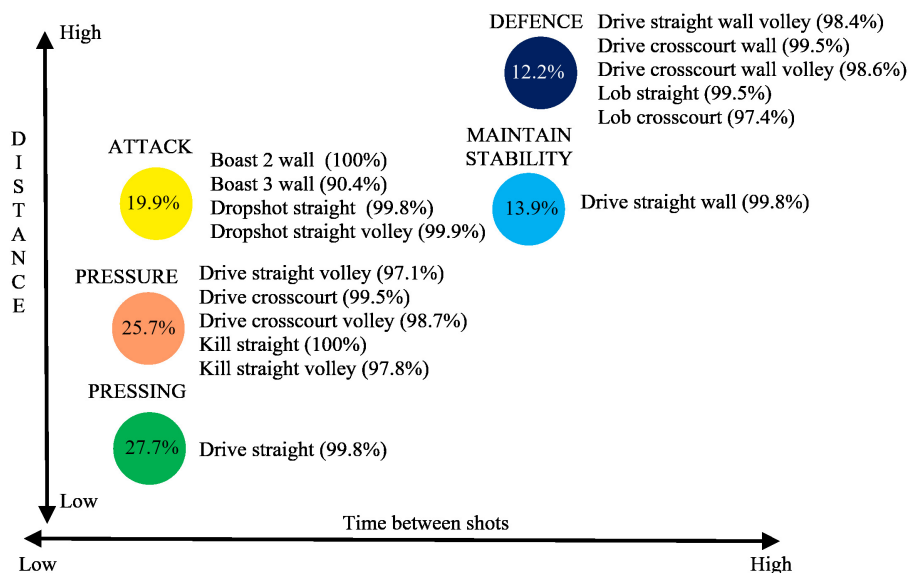 High
DISTANCE
DEFENCE
12.2%
Drive straight wall volley (98.4%)
Drive crosscourt wall (99.5%)
Drive crosscourt wall volley (98.6%)
Lob straight (99.5%)
Lob crosscourt (97.4%)
ATTACK
19.9%
Boast 2 wall (100%)
Boast 3 wall (90.4%)
Dropshot straight (99.8%)
Dropshot straight volley (99.9%)
MAINTAIN
STABILITY
13.9%
Drive straight wall (99.8%)
PRESSURE
25.7%
Drive straight volley (97.1%)
Drive crosscourt (99.5%)
Drive crosscourt volley (98.7%)
Kill straight (100%)
Kill straight volley (97.8%)
PRESSING
27.7%
Drive straight (99.8%)
Low
Time between shots
Low
High